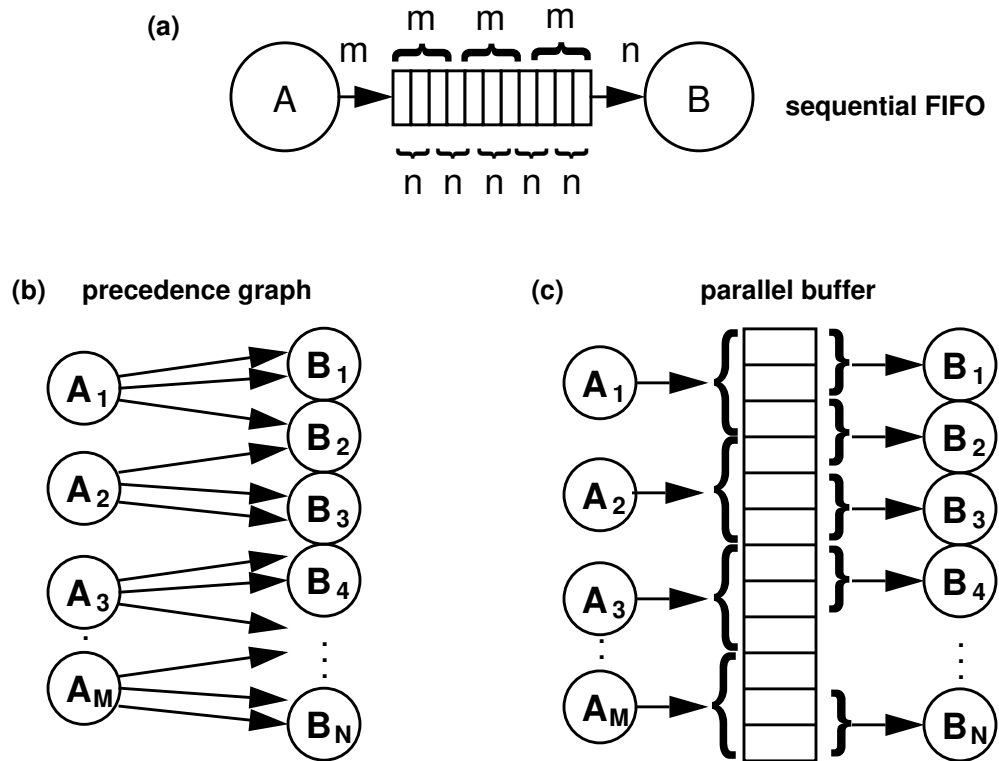 (a)
m m m
m n
A B
sequential FIFO
n n n n n
(b) precedence graph
A1
A2
A3
AM
B1
B2
B3
B4
BN
(c) parallel buffer
A1
A2
A3
AM
B1
B2
B3
B4
BN